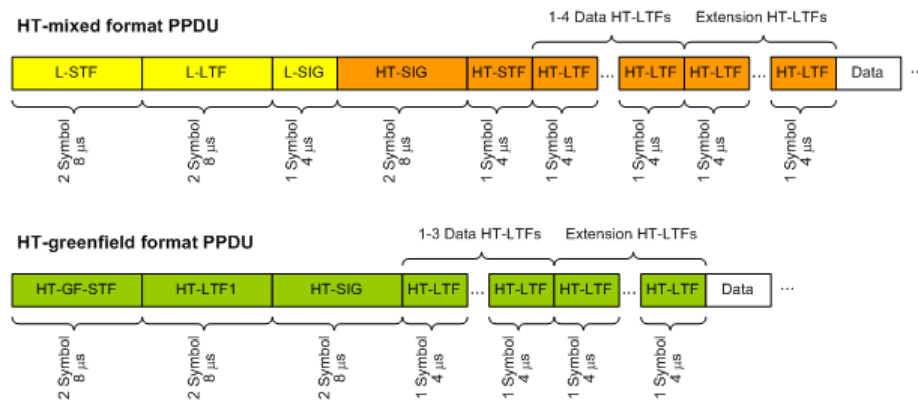 HT-mixed format PPDU
1-4 Data HT-LTFs
Extension HT-LTFs
L-STF
L-LTF
L-SIG
HT-SIG
HT-STF
HT-LTF
...
HT-LTF
HT-LTF
...
HT-LTF
Data
...
2 Symbol
8 μs
2 Symbol
8 μs
1 Symbol
4 μs
2 Symbol
8 μs
1 Symbol
4 μs
1 Symbol
4 μs
1 Symbol
4 μs
1 Symbol
4 μs
1 Symbol
4 μs
HT-greenfield format PPDU
1-3 Data HT-LTFs
Extension HT-LTFs
HT-GF-STF
HT-LTF1
HT-SIG
HT-LTF
...
HT-LTF
HT-LTF
...
HT-LTF
Data
...
2 Symbol
8 μs
2 Symbol
8 μs
2 Symbol
8 μs
1 Symbol
4 μs
1 Symbol
4 μs
1 Symbol
4 μs
1 Symbol
4 μs